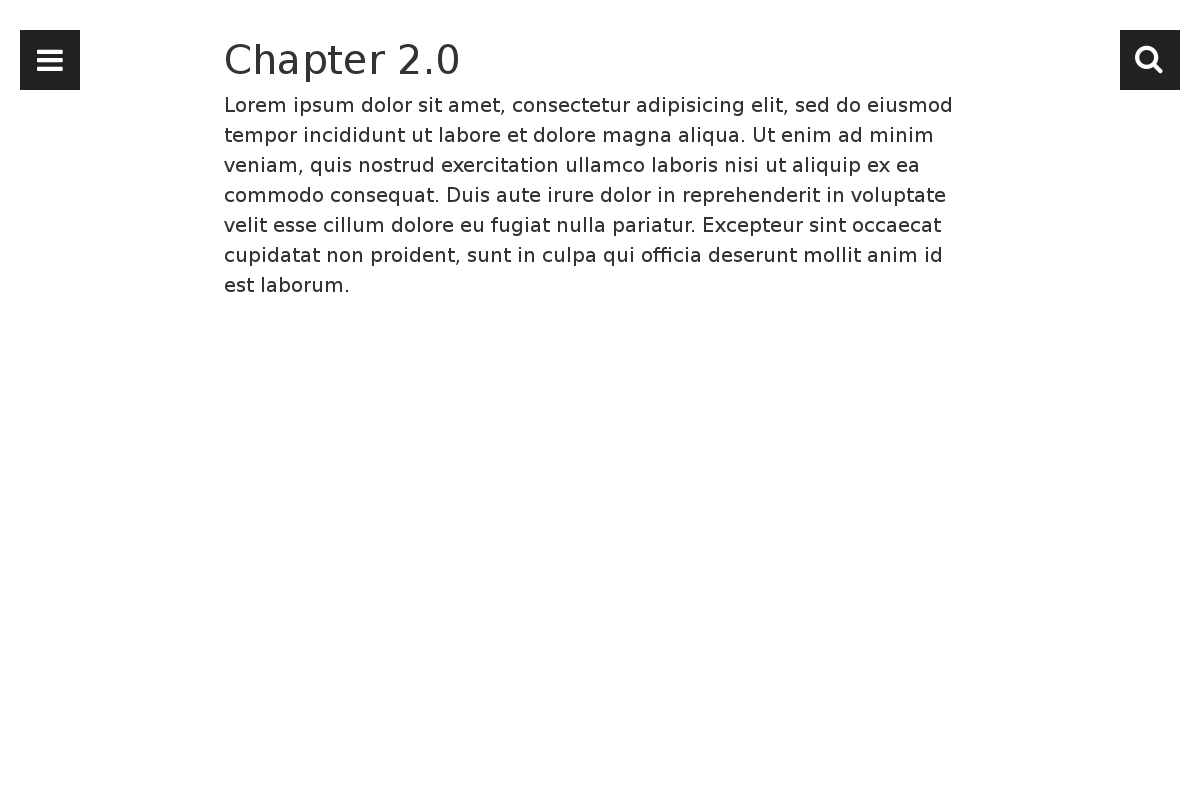 Chapter 2.0
Lorem ipsum dolor sit amet, consectetur adipisicing elit, sed do eiusmod
tempor incididunt ut labore et dolore magna aliqua. Ut enim ad minim
veniam, quis nostrud exercitation ullamco laboris nisi ut aliquip ex ea
commodo consequat. Duis aute irure dolor in reprehenderit in voluptate
velit esse cillum dolore eu fugiat nulla pariatur. Excepteur sint occaecat
cupidatat non proident, sunt in culpa qui officia deserunt mollit anim id
est laborum.